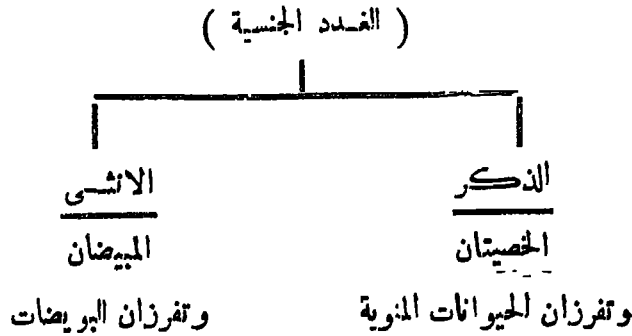 ( الغدد الجنسية )
الذكر
الخصيتان
وتفرزان الحيوانات المنوية
الانثى
المبيضان
وتفرزان البويضات